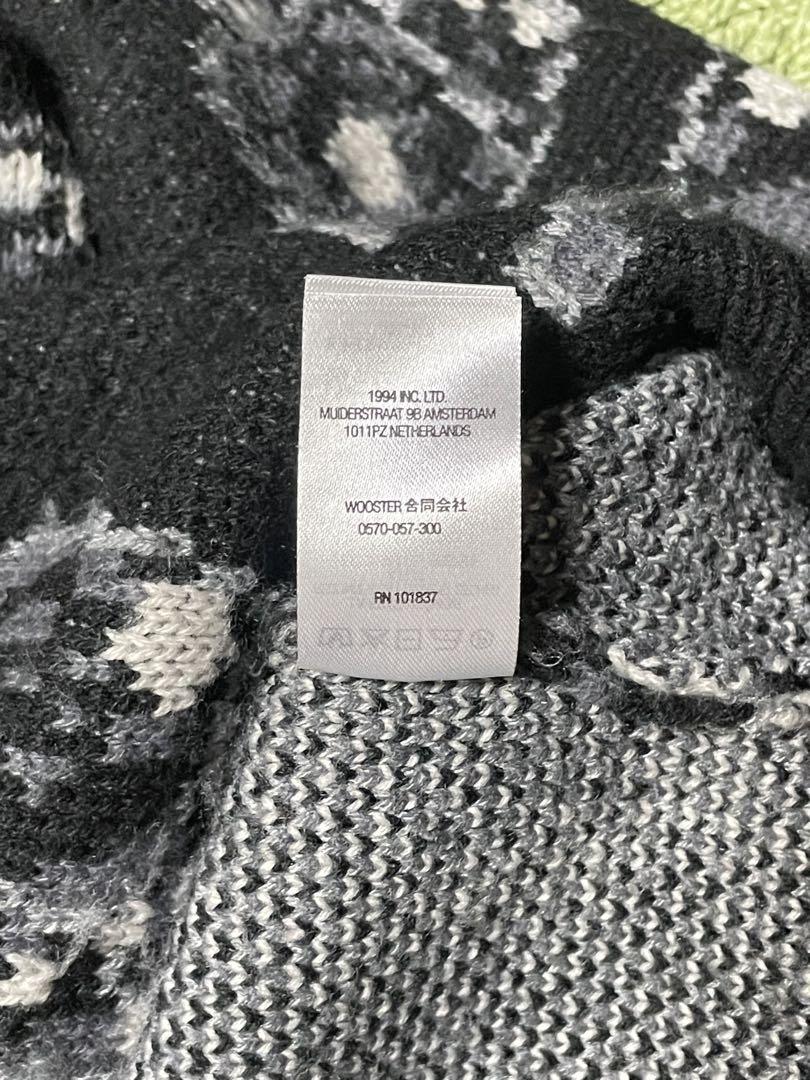 1994 INC. LTD.
MUIDERSTRAAT 9B AMSTERDAM
1011PZ NETHERLANDS
WOOSTER 合同会社
0570-057-300
RN 101837